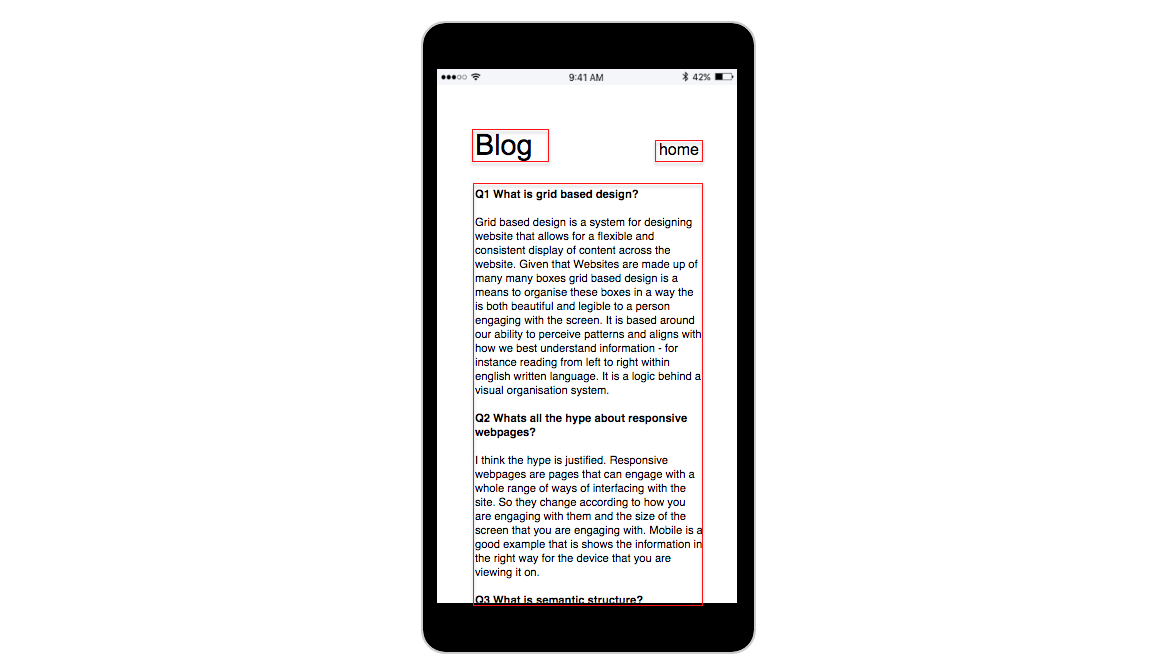 9:41 AM
42%
Blog
home
Q1 What is grid based design?
Grid based design is a system for designing
website that allows for a flexible and
consistent display of content across the
website. Given that Websites are made up of
many many boxes grid based design is a
means to organise these boxes in a way the
is both beautiful and legible to a person
engaging with the screen. It is based around
our ability to perceive patterns and aligns with
how we best understand information - for
instance reading from left to right within
english written language. It is a logic behind a
visual organisation system.
Q2 Whats all the hype about responsive
webpages?
I think the hype is justified. Responsive
webpages are pages that can engage with a
whole range of ways of interfacing with the
site. So they change according to how you
are engaging with them and the size of the
screen that you are engaging with. Mobile is a
good example that is shows the information in
the right way for the device that you are
viewing it on.
Q3 What is semantic structure?